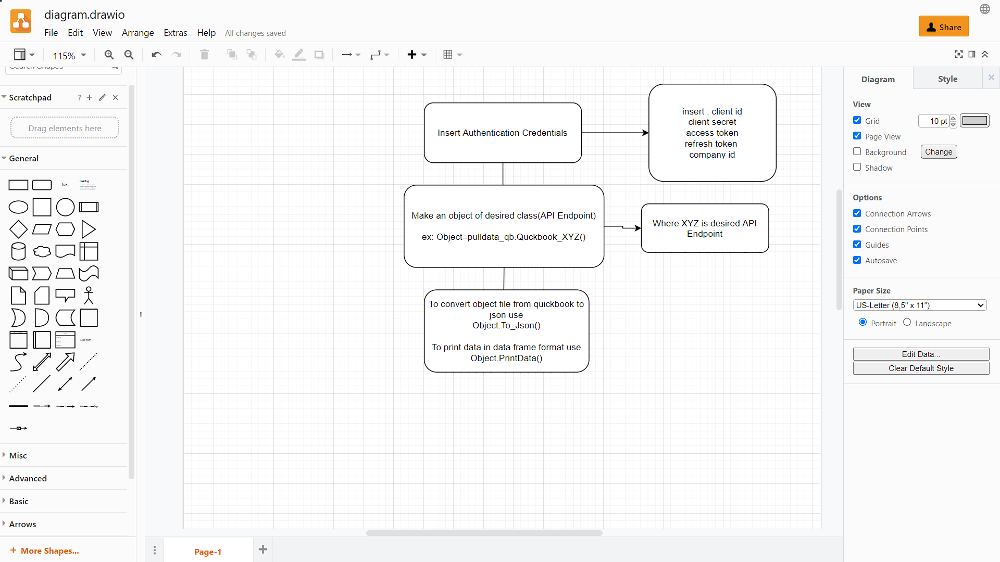 diagram.drawio
File Edit View Arrange Extras Help All changes saved
Share
115%
Search Shapes
Scratchpad
?
Drag elements here
General
Text
Heading
List Item
Misc
Advanced
Basic
Arrows
+ More Shapes...
Insert Authentication Credentials
insert : client id
client secret
access token
refresh token
company id
Make an object of desired class(API Endpoint)
ex: Object=pulldata_qb.Quckbook_XYZ()
Where XYZ is desired API
Endpoint
To convert object file from quickbook to
json use
Object.To_Json()
To print data in data frame format use
Object.PrintData()
Page-1
Diagram
Style
View
Grid
10 pt
Page View
Background
Change
Shadow
Options
Connection Arrows
Connection Points
Guides
Autosave
Paper Size
US-Letter (8,5" x 11")
Portrait
Landscape
Edit Data...
Clear Default Style